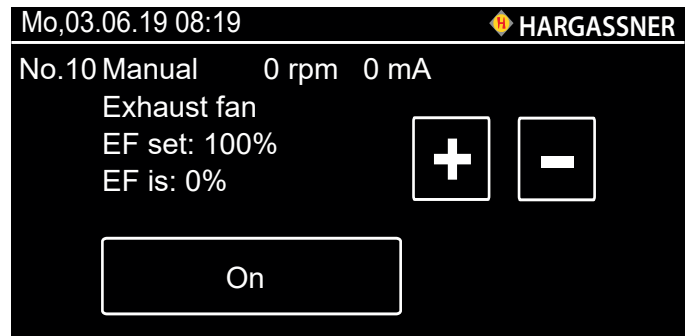 Mo,03.06.19 08:19 H HARGASSNER
No.10 Manual 0 rpm 0 mA
Exhaust fan
EF set: 100%
EF is: 0%
+ -
On